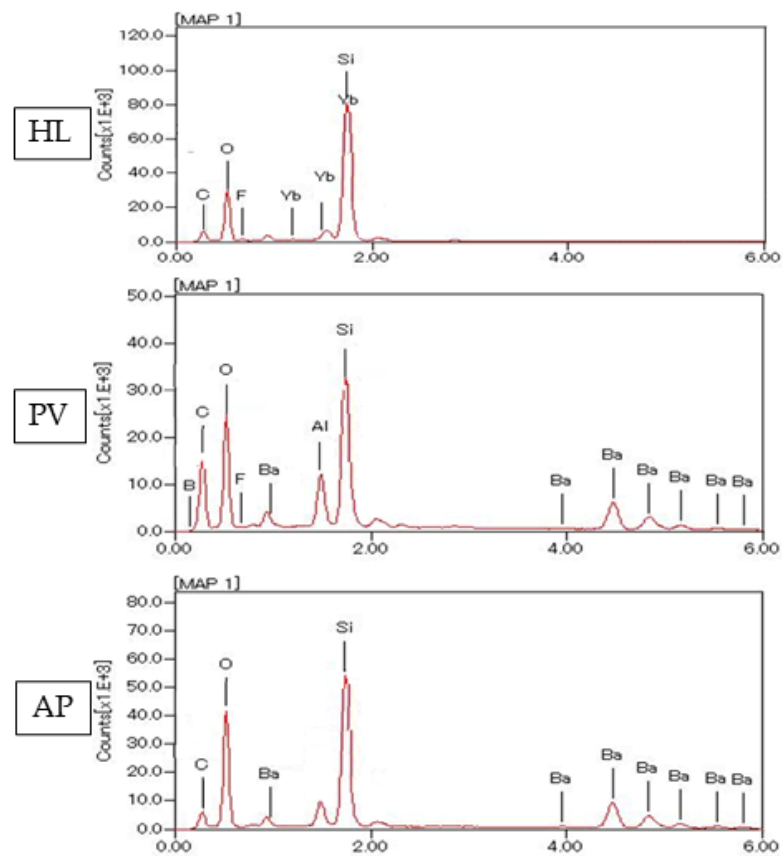 [MAP 1]
HL
Counts[x1.E+3]
120.0
100.0
80.0
60.0
40.0
20.0
0.0
C
O
F
Yb
Yb
Si
Yb
0.00
2.00
4.00
6.00
[MAP 1]
PV
Counts[x1.E+3]
50.0
40.0
30.0
20.0
10.0
0.0
B
C
O
F
Ba
Al
Si
Ba
Ba
Ba
Ba
Ba
Ba
0.00
2.00
4.00
6.00
[MAP 1]
AP
Counts[x1.E+3]
80.0
70.0
60.0
50.0
40.0
30.0
20.0
10.0
0.0
C
O
Ba
Si
Ba
Ba
Ba
Ba
Ba
Ba
0.00
2.00
4.00
6.00